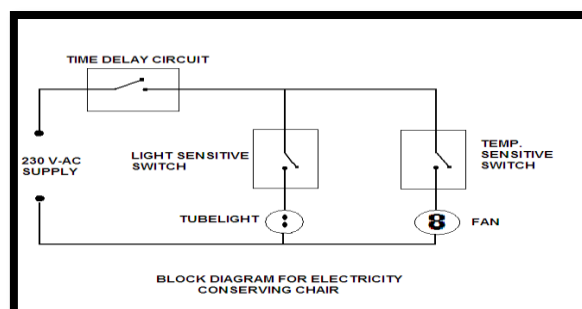 TIME DELAY CIRCUIT
230 V-AC
SUPPLY
LIGHT SENSITIVE
SWITCH
TEMP.
SENSITIVE
SWITCH
TUBELIGHT
8
FAN
BLOCK DIAGRAM FOR ELECTRICITY
CONSERVING CHAIR